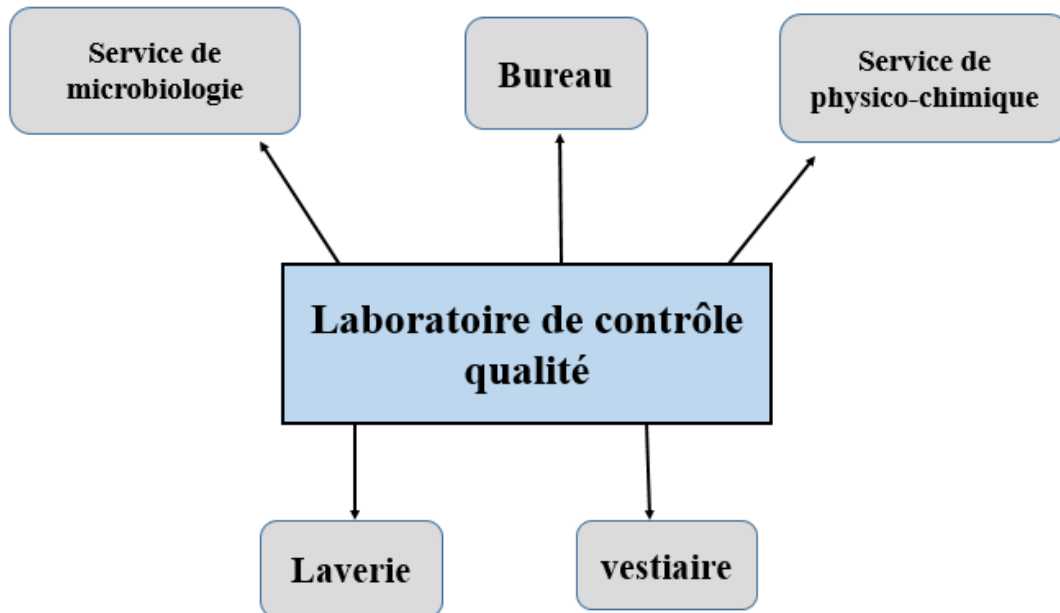 Service de
microbiologie
Bureau
Service de
physico-chimique
Laboratoire de contrôle
qualité
Laverie
vestiaire